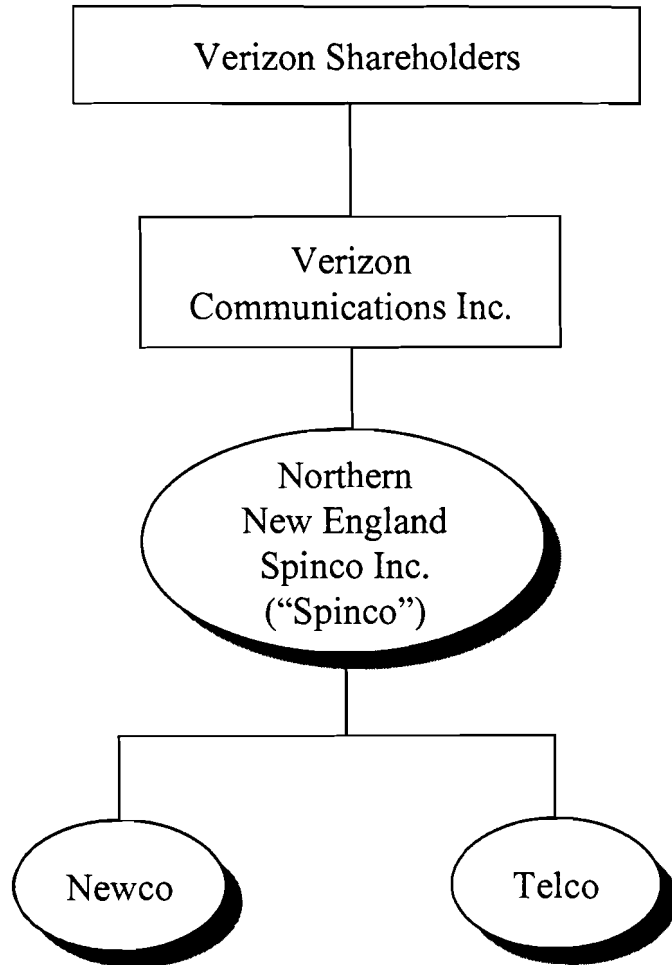 Verizon Shareholders
Verizon
Communications Inc.
Northern
New England
Spinco Inc.
(“Spinco”)
Newco
Telco